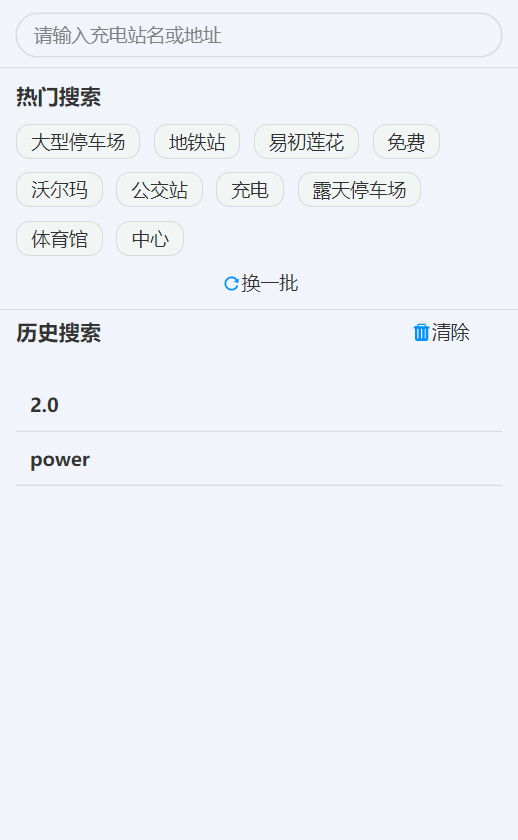 请输入充电站名或地址
热门搜索
大型停车场 地铁站 易初莲花 免费
沃尔玛 公交站 充电 露天停车场
体育馆 中心
换一批
历史搜索 清除
2.0
power